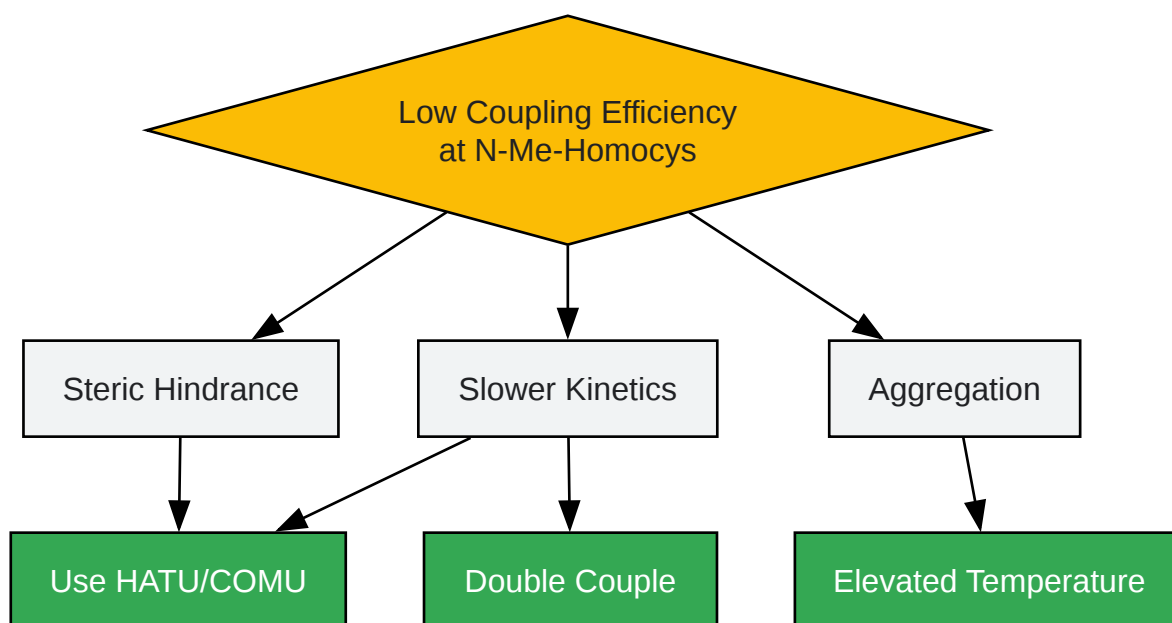 Low Coupling Efficiency
at N-Me-Homocys
Steric Hindrance
Slower Kinetics
Aggregation
Use HATU/COMU
Double Couple
Elevated Temperature